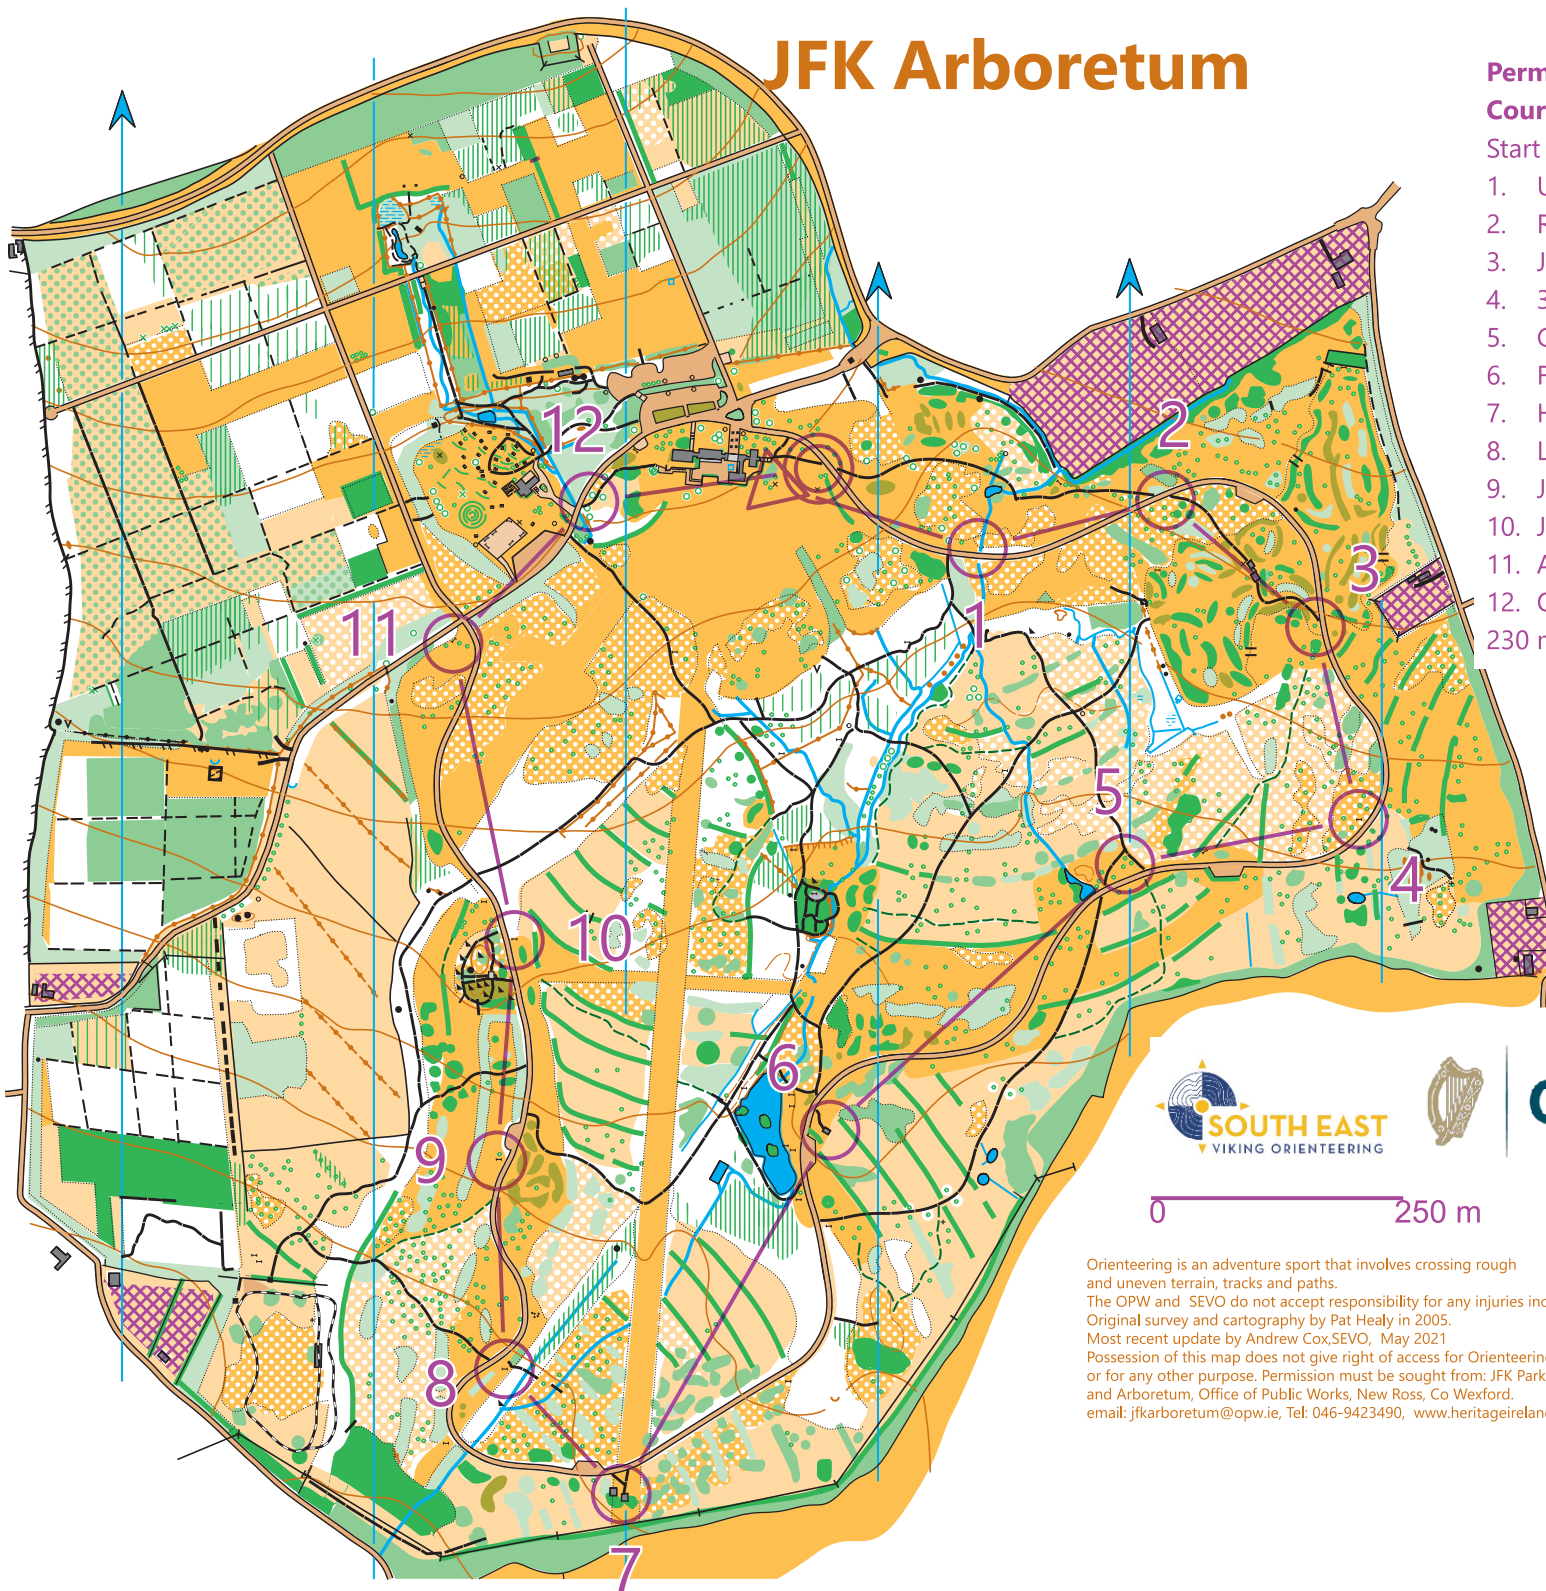 JFK Arboretum
Perm
Cour
Start
1. U
2. R
3. J
4. 3
5.
6. F
7. H
8. L
9. J
10. J
11. A
12.
230 m
12
2
3
11
1
5
4
10
6
9
8
7
SOUTH EAST
VIKING ORIENTEERING
0 250 m
Orienteering is an adventure sport that involves crossing rough
and uneven terrain, tracks and paths.
The OPW and SEVO do not accept responsibility for any injuries inc
Original survey and cartography by Pat Healy in 2005.
Most recent update by Andrew Cox,SEVO, May 2021
Possession of this map does not give right of access for Orienteering
or for any other purpose. Permission must be sought from: JFK Park
and Arboretum, Office of Public Works, New Ross, Co Wexford.
email: jfkarboretum@opw.ie, Tel: 046-9423490, www.heritageirelan